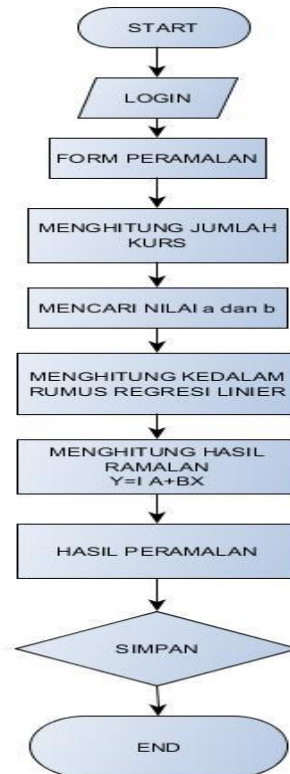 START
LOGIN
FORM PERAMALAN
MENGHITUNG JUMLAH
KURS
MENCARI NILAI a dan b
MENGHITUNG KEDALAM
RUMUS REGRESI LINIER
MENGHITUNG HASIL
RAMALAN
Y=I A+BX
HASIL PERAMALAN
SIMPAN
END